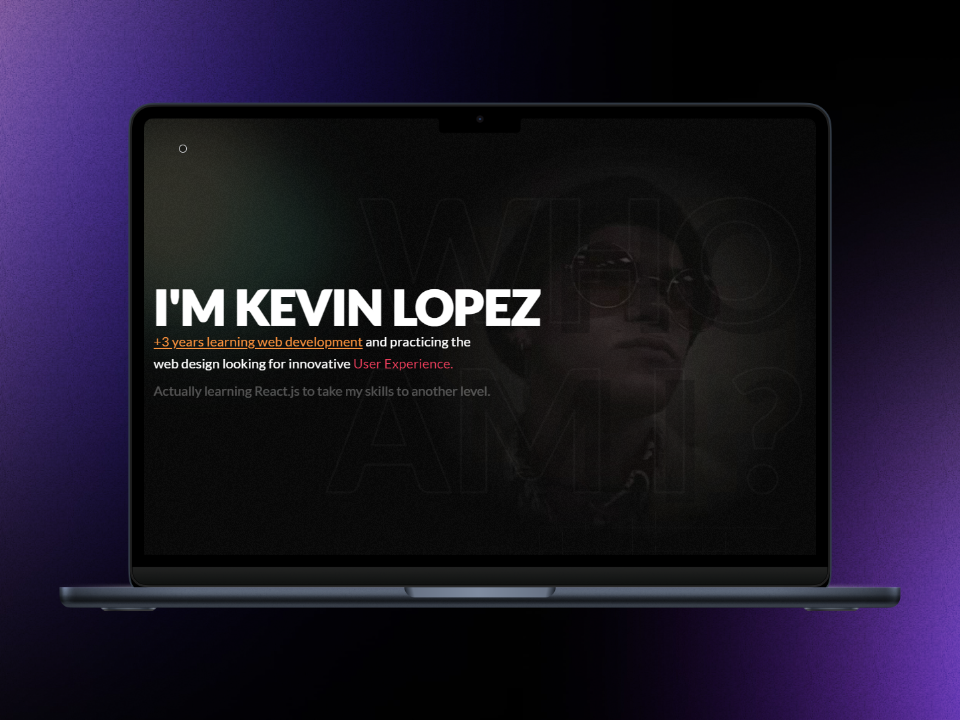 WHO
AM I?
I'M KEVIN LOPEZ
+3 years learning web development and practicing the
web design looking for innovative User Experience.
Actually learning React.js to take my skills to another level.